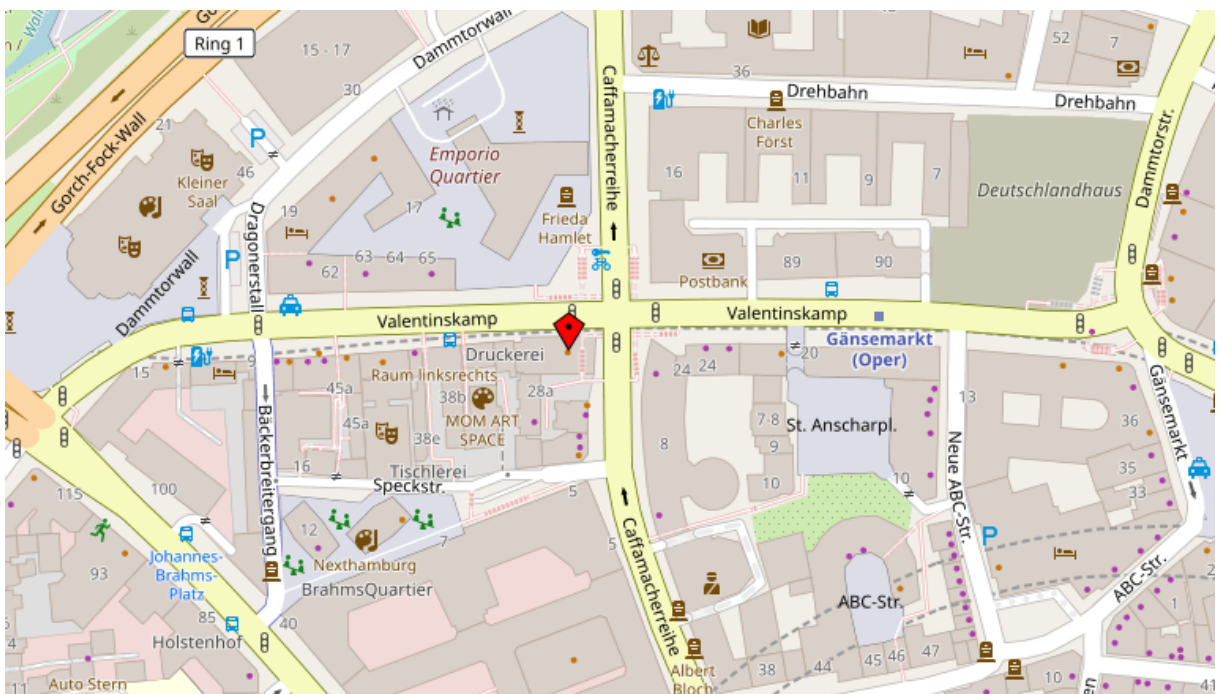 Ring 1
15 - 17
Dammtorwall
30
21
Gorch-Fock-Wall
P
46
Kleiner
Saal
Emporio
Quartier
Caffamacherreihe
36
52
7
Drehbahn
Drehbahn
Charles
Först
16
11
9
7
Deutschlandhaus
Dammtorstr.
19
Dragonerstall
17
Frieda
Hamlet
P
62
63
64
65
Postbank
89
90
Dammtorwall
Valentinskamp
Valentinskamp
Gänsemarkt
(Oper)
15
9
Druckerei
Raum linksrechts
45a
38b
28a
24
24
20
MOM ART
SPACE
45a
38e
7-8
9
St. Anscharpl.
13
36
Gänsemarkt
Bäckerbreitergang
8
16
Tischlerei
Speckstr.
5
10
10
Neue ABC-Str.
35
33
115
100
12
7
5
Caffamacherreihe
P
Nexthamburg
Johannes-
Brahms-
Platz
93
BrahmsQuartier
ABC-Str.
ABC-Str.
1
2
85
40
Holstenhof
4
Albert
Bloch
38
44
45
46
47
10
41
Auto Stern